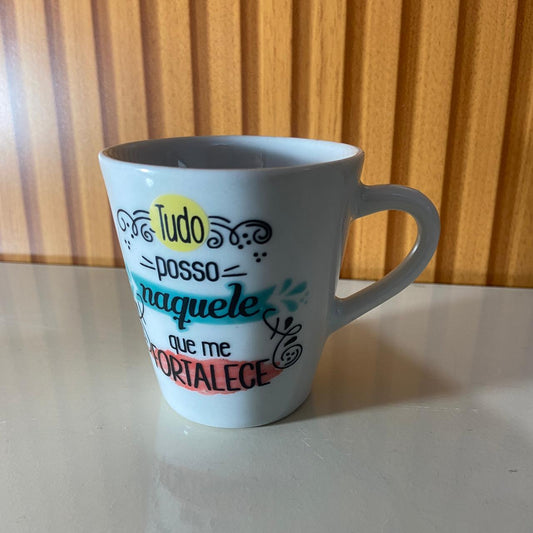 Tudo
posso
naquele
que me
FORTALECE